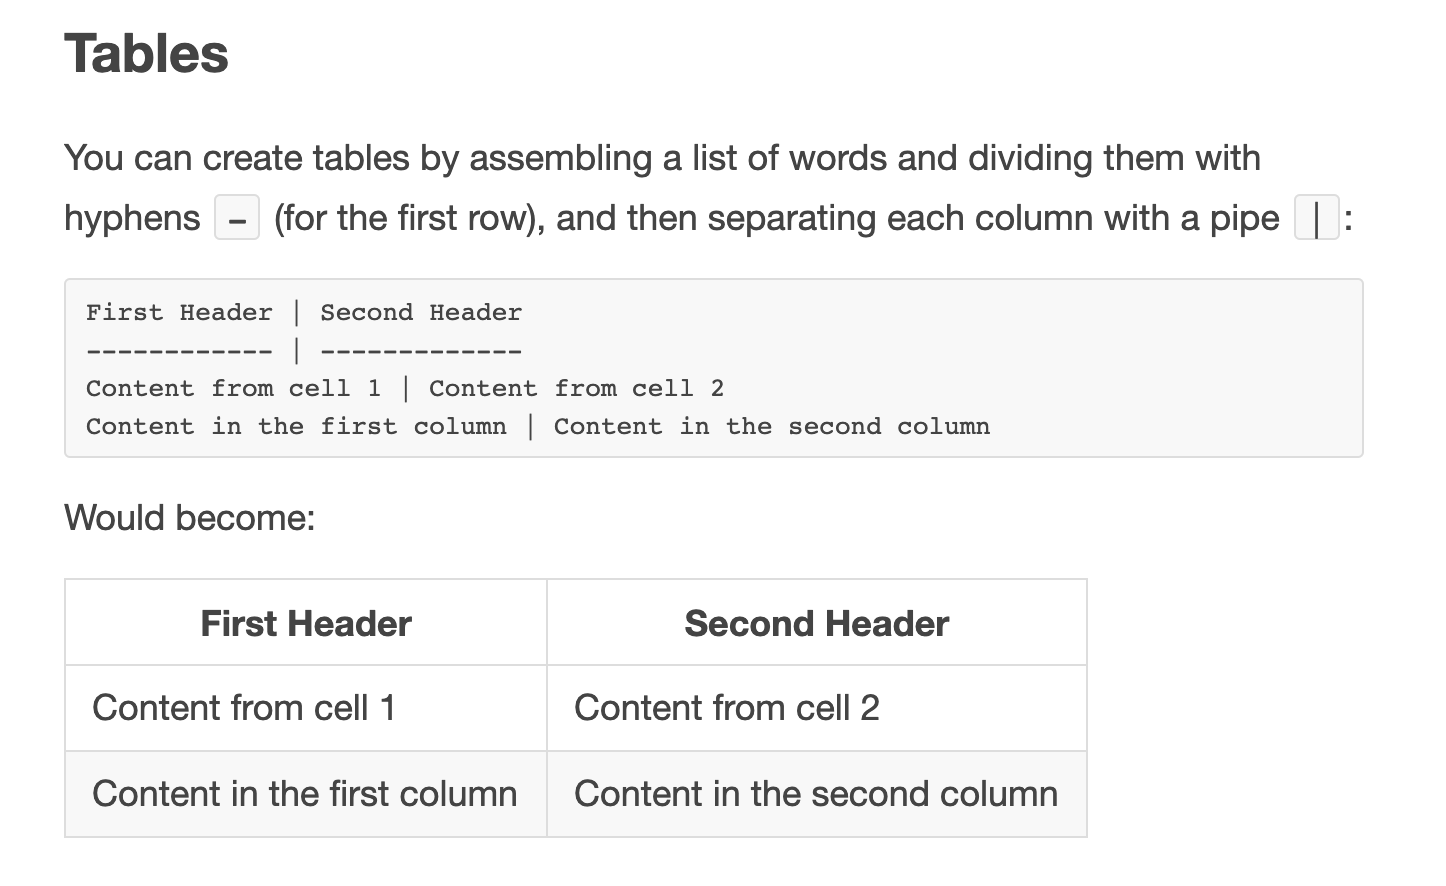 Tables
You can create tables by assembling a list of words and dividing them with
hyphens - (for the first row), and then separating each column with a pipe | :
First Header | Second Header
------------ | -------------
Content from cell 1 | Content from cell 2
Content in the first column | Content in the second column
Would become:
First Header Second Header
Content from cell 1 Content from cell 2
Content in the first column Content in the second column